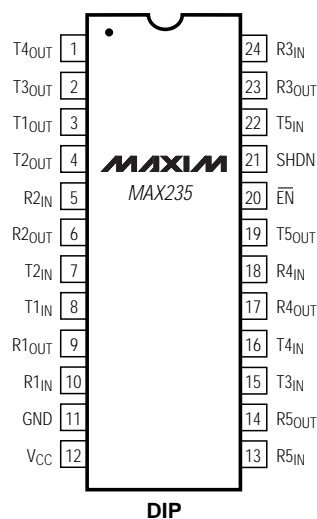 T4OUT 1 24 R3IN
T3OUT 2 23 R3OUT
T1OUT 3 22 T5IN
T2OUT 4 MAXIM 21 SHDN
R2IN 5 MAX235 20 EN
R2OUT 6 19 T5OUT
T2IN 7 18 R4IN
T1IN 8 17 R4OUT
R1OUT 9 16 T4IN
R1IN 10 15 T3IN
GND 11 14 R5OUT
VCC 12 13 R5IN
DIP